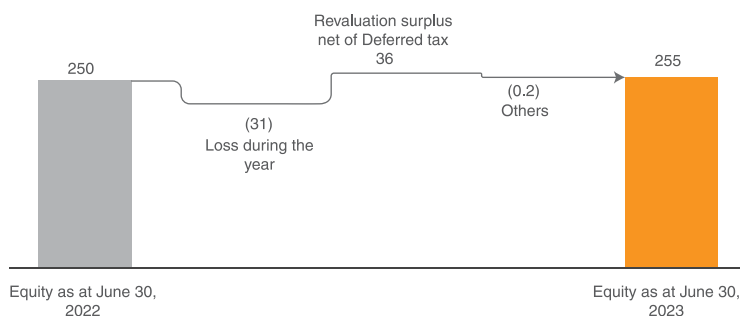 Revaluation surplus
net of Deferred tax
36
250
255
(31)
Loss during the
year
(0.2)
Others
Equity as at June 30,
2022
Equity as at June 30,
2023